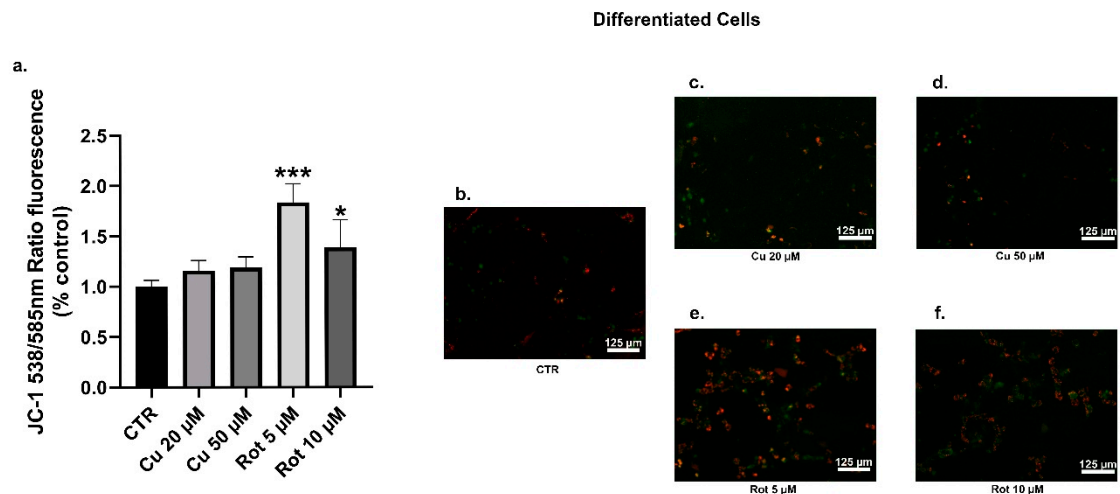 Differentiated Cells
a.
JC-1 538/585nm Ratio fluorescence
(% control)
2.5
2.0
1.5
1.0
0.5
0.0
***
*
CTR
Cu 20 µM
Cu 50 µM
Rot 5 µM
Rot 10 µM
b.
125 µm
CTR
c.
125 µm
Cu 20 µM
d.
125 µm
Cu 50 µM
e.
125 µm
Rot 5 µM
f.
125 µm
Rot 10 µM